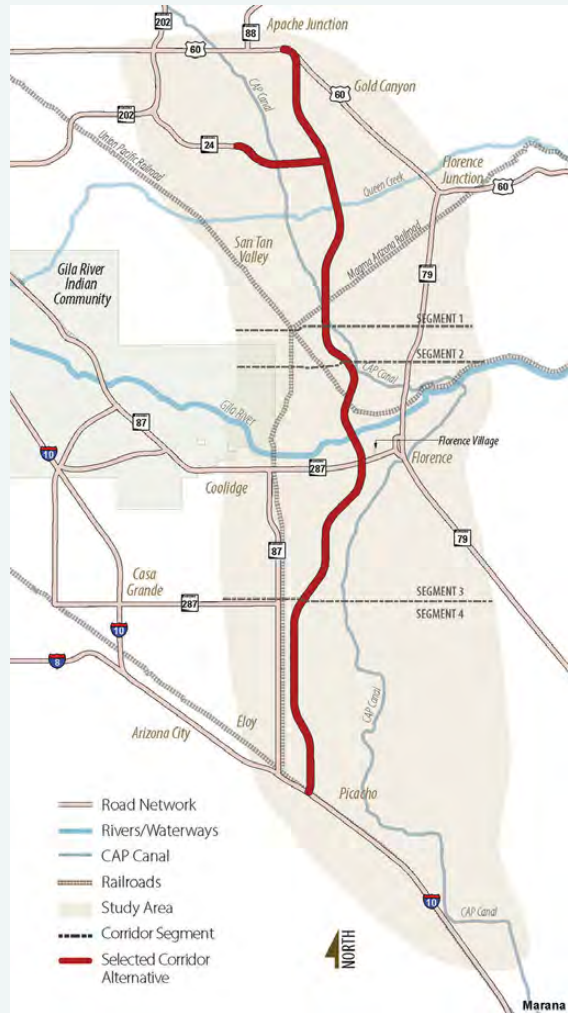 Apache Junction
202
88
60
Gold Canyon
CAP Canal
60
202
Union Pacific Railroad
24
Florence
Junction
60
Queen Creek
Magma Arizona Railroad
San Tan
Valley
79
Gila River
Indian
Community
SEGMENT 1
SEGMENT 2
CAP Canal
Gila River
87
10
Florence Village
287
Florence
Coolidge
87
79
Casa
Grande
SEGMENT 3
287
SEGMENT 4
10
8
CAP Canal
Eloy
Arizona City
Picacho
Road Network
Rivers/Waterways
CAP Canal
Railroads
Study Area
Corridor Segment
Selected Corridor
Alternative
NORTH
10
CAP Canal
Marana